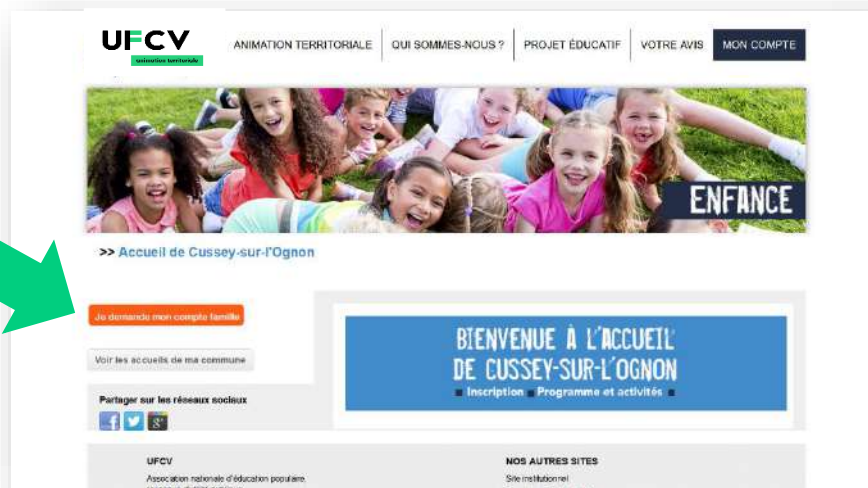 UFCV
animation territoriale
ANIMATION TERRITORIALE
QUI SOMMES-NOUS ?
PROJET ÉDUCATIF
VOTRE AVIS
MON COMPTE
ENFANCE
>> Accueil de Cussey-sur-l'Ognon
Je demande mon compte famille
BIENVENUE À L'ACCUEIL
DE CUSSEY-SUR-L'OGNON
Inscription Programme et activités
Voir les accueils de ma commune
Partager sur les réseaux sociaux
UFCV
Association nationale d'éducation populaire,
NOS AUTRES SITES
Site institutionnel